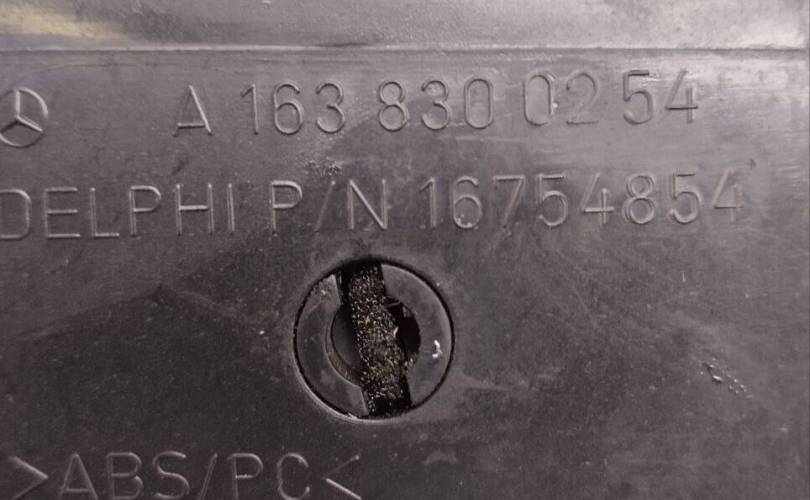 A 163 830 02 54
DELPHI P/N 16754854
>ABS/PC<